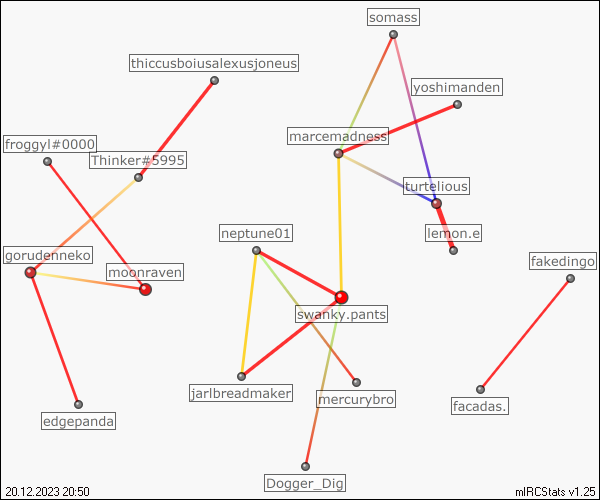 somass
thiccusboiusalexusjoneus
yoshimanden
marcemadness
froggyl#0000
Thinker#5995
turtelious
neptune01
lemon.e
gorudenneko
fakedingo
moonraven
swanky.pants
jarlbreadmaker
mercurybro
facadas.
edgepanda
Dogger_Dig
20.12.2023 20:50
mIRCStats v1.25